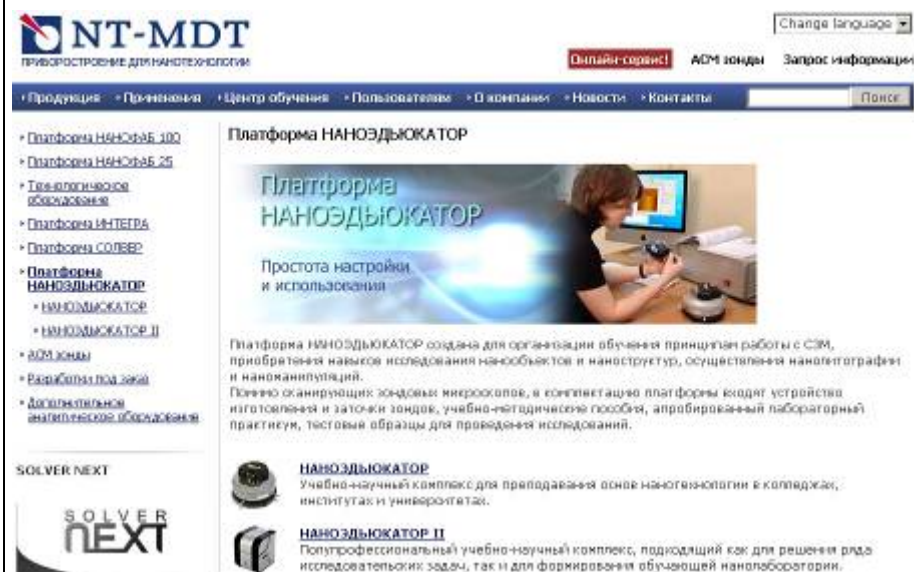 NT-MDT
ПРИБОРОСТРОЕНИЕ ДЛЯ НАНОТЕХНОЛОГИИ
Change language
Онлайн-сервис! АСМ зонды Запрос информации
Продукция Применения Центр обучения Пользователям О компании Новости Контакты Поиск
Платформа НАНОФАБ 100
Платформа НАНОФАБ 25
Технологическое
оборудование
Платформа ИНТЕГРА
Платформа СОЛВЕР
Платформа
НАНОЭДЬЮКАТОР
НАНОЭДЬЮКАТОР
НАНОЭДЬЮКАТОР II
АСМ зонды
Разработки под заказ
Дополнительное
аналитическое оборудование
SOLVER NEXT
SOLVER
NEXT
Платформа НАНОЭДЬЮКАТОР
Платформа
НАНОЭДЬЮКАТОР
Простота настройки
и использования
Платформа НАНОЭДЬЮКАТОР создана для организации обучения принципам работы с СЗМ,
приобретения навыков исследования нанообъектов и наноструктур, осуществления нанолитографии
и наноманипуляций.
Помимо сканирующих зондовых микроскопов, в комплектацию платформы входят устройство
изготовления и заточки зондов, учебно-методические пособия, апробированный лабораторный
практикум, тестовые образцы для проведения исследований.
НАНОЭДЬЮКАТОР
Учебно-научный комплекс для преподавания основ нанотехнологии в колледжах,
институтах и университетах.
НАНОЭДЬЮКАТОР II
Полупрофессиональный учебно-научный комплекс, подходящий как для решения ряда
исследовательских задач, так и для формирования обучающей нанолаборатории.